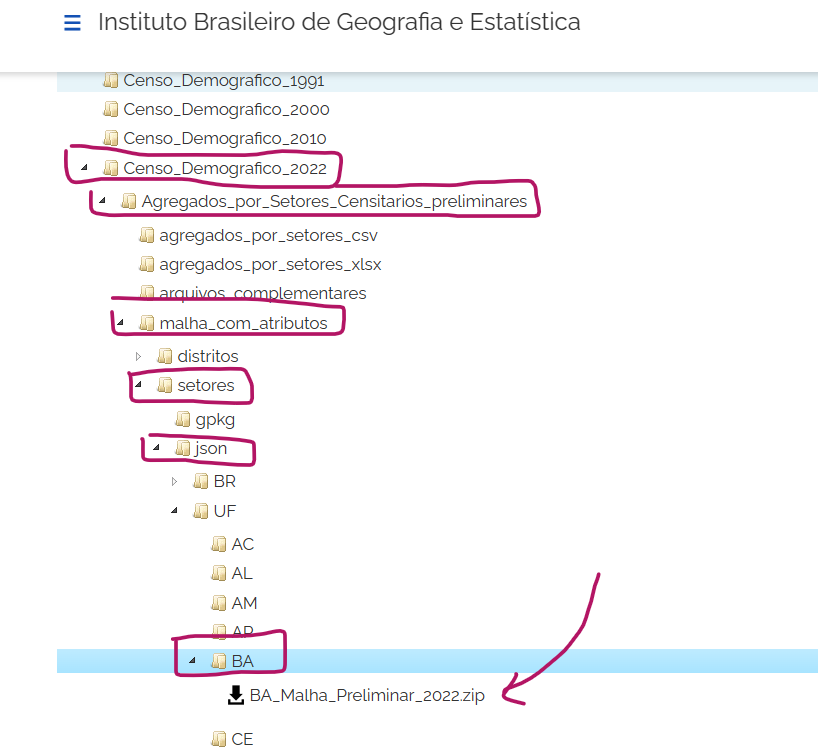 Instituto Brasileiro de Geografia e Estatística
Censo_Demografico_1991
Censo_Demografico_2000
Censo_Demografico_2010
Censo_Demografico_2022
Agregados_por_Setores_Censitarios_preliminares
agregados_por_setores_csv
agregados_por_setores_xlsx
arquivos_complementares
malha_com_atributos
distritos
setores
gpkg
json
BR
UF
AC
AL
AM
AP
BA
BA_Malha_Preliminar_2022.zip
CE